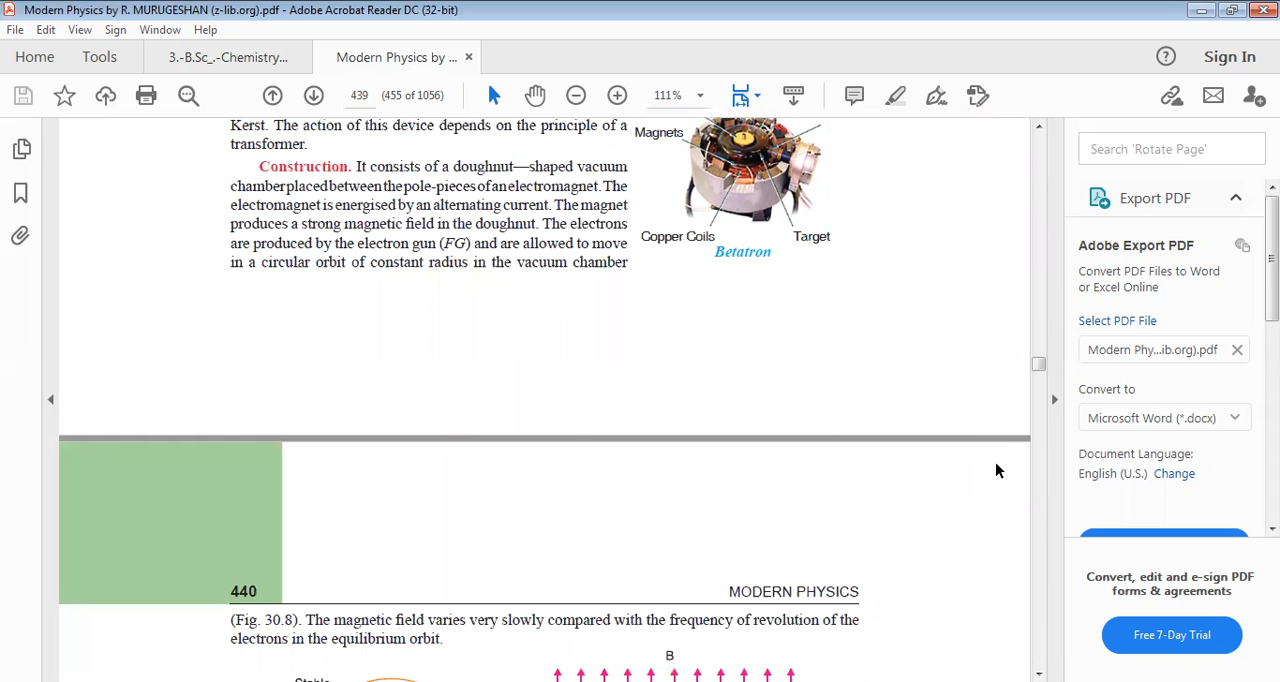 Modern Physics by R. MURUGESHAN (z-lib.org).pdf - Adobe Acrobat Reader DC (32-bit)
File Edit View Sign Window Help
Home Tools 3.-B.Sc_.-Chemistry... Modern Physics by ... × Sign In
439 (455 of 1056) 111%
Kerst. The action of this device depends on the principle of a
transformer.
Construction. It consists of a doughnut—shaped vacuum
chamber placed between the pole-pieces of an electromagnet. The
electromagnet is energised by an alternating current. The magnet
produces a strong magnetic field in the doughnut. The electrons
are produced by the electron gun (FG) and are allowed to move
in a circular orbit of constant radius in the vacuum chamber
Magnets
Copper Coils Target
Betatron
440 MODERN PHYSICS
(Fig. 30.8). The magnetic field varies very slowly compared with the frequency of revolution of the
electrons in the equilibrium orbit.
B
Stable
Search 'Rotate Page'
Export PDF
Adobe Export PDF
Convert PDF Files to Word
or Excel Online
Select PDF File
Modern Phy...ib.org).pdf
Convert to
Microsoft Word (*.docx)
Document Language:
English (U.S.) Change
Convert, edit and e-sign PDF
forms & agreements
Free 7-Day Trial